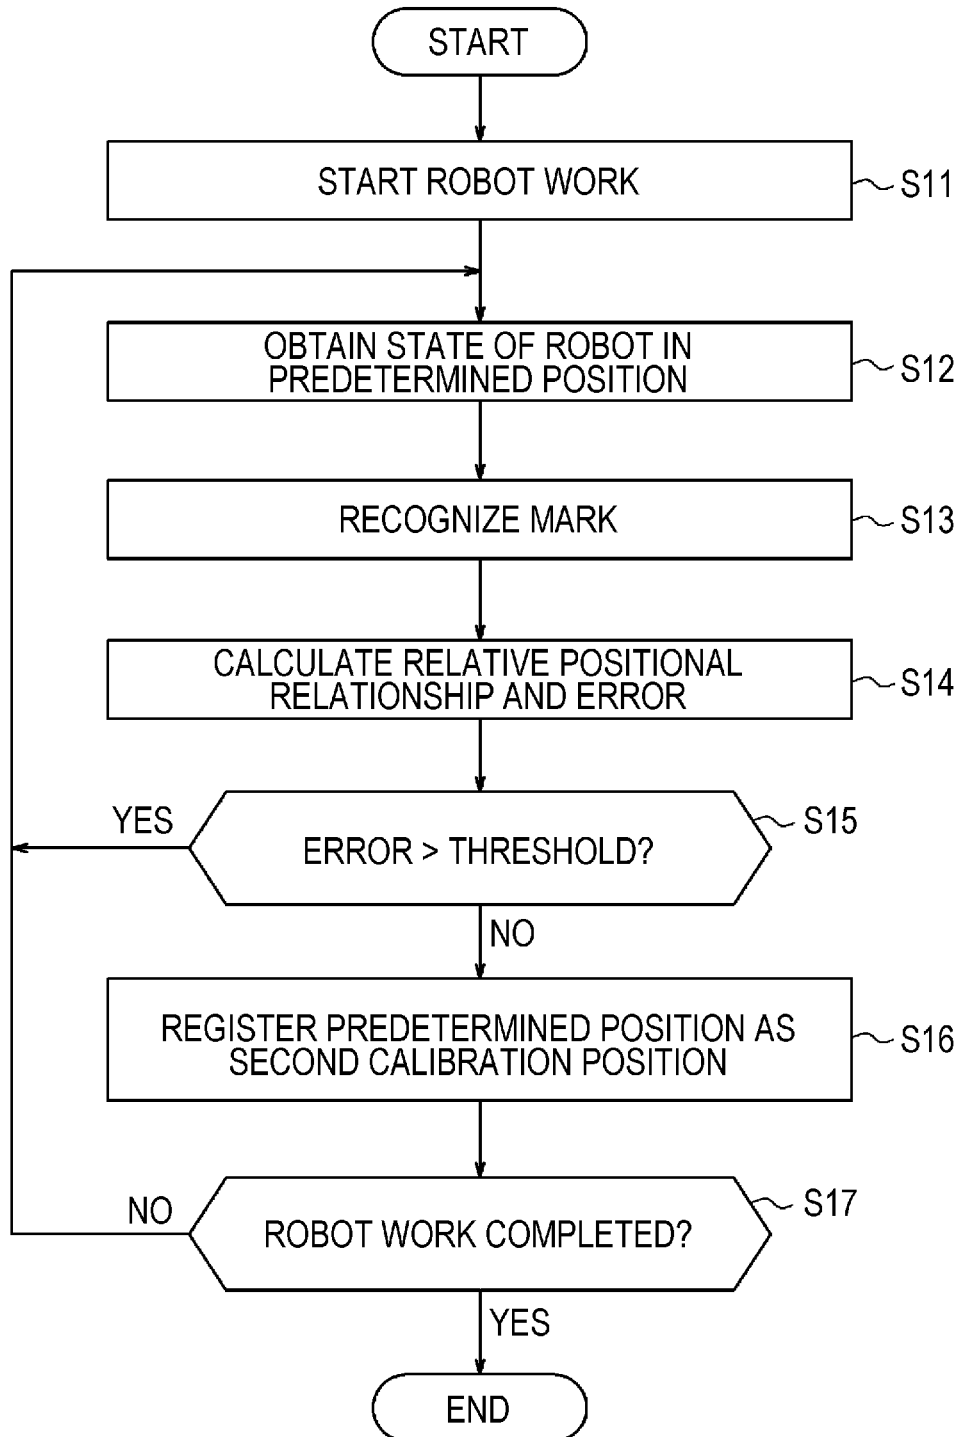 START
START ROBOT WORK
S11
OBTAIN STATE OF ROBOT IN
PREDETERMINED POSITION
S12
RECOGNIZE MARK
S13
CALCULATE RELATIVE POSITIONAL
RELATIONSHIP AND ERROR
S14
YES
ERROR > THRESHOLD?
S15
NO
REGISTER PREDETERMINED POSITION AS
SECOND CALIBRATION POSITION
S16
NO
ROBOT WORK COMPLETED?
S17
YES
END